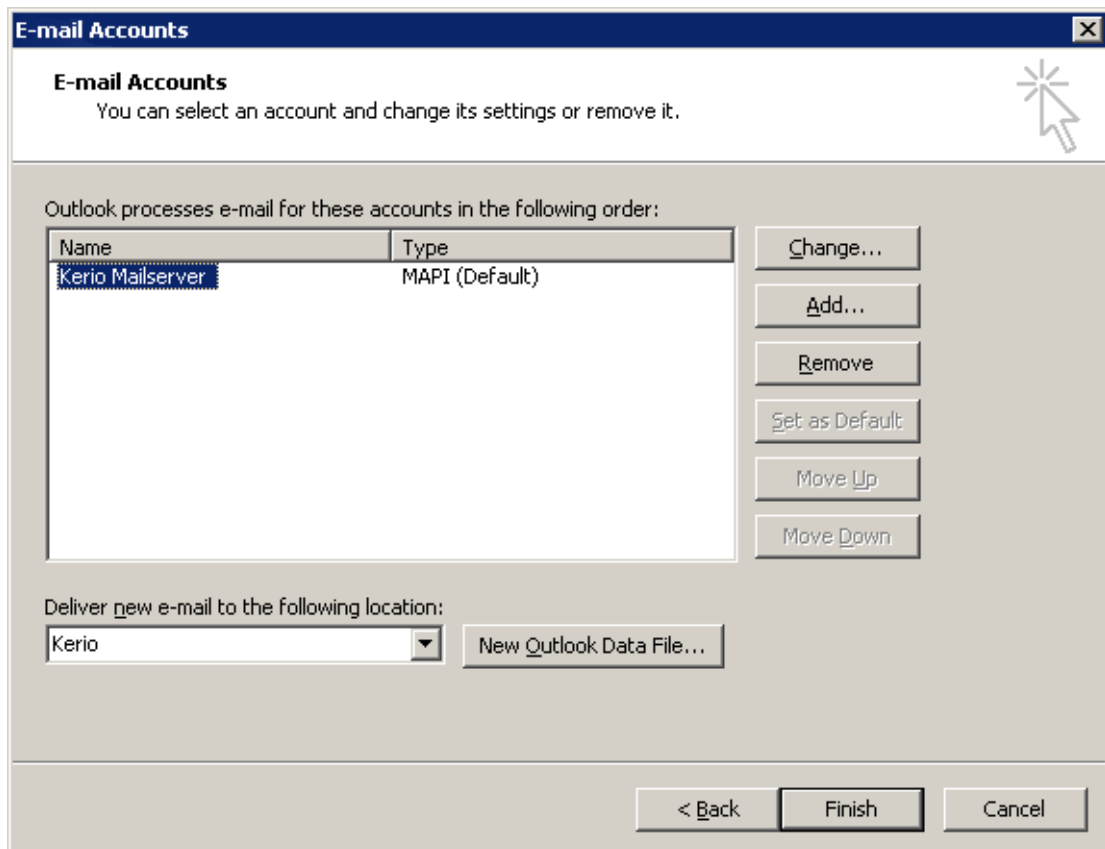 E-mail Accounts
E-mail Accounts
You can select an account and change its settings or remove it.
Outlook processes e-mail for these accounts in the following order:
Name Type
Kerio Mailserver MAPI (Default)
Change...
Add...
Remove
Set as Default
Move Up
Move Down
Deliver new e-mail to the following location:
Kerio New Outlook Data File...
< Back Finish Cancel